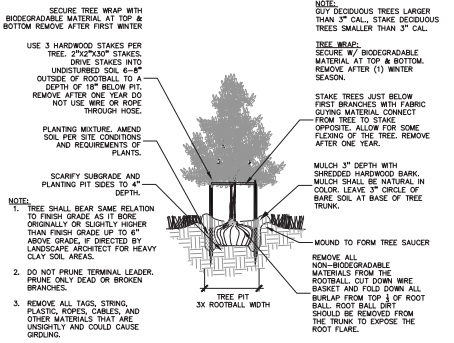 SECURE TREE WRAP WITH
BIODEGRADABLE MATERIAL AT TOP &
BOTTOM REMOVE AFTER FIRST WINTER
USE 3 HARDWOOD STAKES PER
TREE. 2"X2"X30" STAKES.
DRIVE STAKES INTO
UNDISTURBED SOIL 6-8"
OUTSIDE OF ROOTBALL TO A
DEPTH OF 18" BELOW PIT.
REMOVE AFTER ONE YEAR DO
NOT USE WIRE OR ROPE
THROUGH HOSE.
PLANTING MIXTURE. AMEND
SOIL PER SITE CONDITIONS
AND REQUIREMENTS OF
PLANTS.
SCARIFY SUBGRADE AND
PLANTING PIT SIDES TO 4"
DEPTH.
NOTE:
1. TREE SHALL BEAR SAME RELATION
TO FINISH GRADE AS IT BORE
ORIGINALLY OR SLIGHTLY HIGHER
THAN FINISH GRADE UP TO 6"
ABOVE GRADE, IF DIRECTED BY
LANDSCAPE ARCHITECT FOR HEAVY
CLAY SOIL AREAS.
2. DO NOT PRUNE TERMINAL LEADER.
PRUNE ONLY DEAD OR BROKEN
BRANCHES.
3. REMOVE ALL TAGS, STRING,
PLASTIC, ROPES, CABLES, AND
OTHER MATERIALS THAT ARE
UNSIGHTLY AND COULD CAUSE
GIRDLING.
TREE PIT
3X ROOTBALL WIDTH
NOTE:
GUY DECIDUOUS TREES LARGER
THAN 3" CAL., STAKE DECIDUOUS
TREES SMALLER THAN 3" CAL.
TREE WRAP:
SECURE W/ BIODEGRADABLE
MATERIAL AT TOP & BOTTOM.
REMOVE AFTER (1) WINTER
SEASON.
STAKE TREES JUST BELOW
FIRST BRANCHES WITH FABRIC
GUYING MATERIAL CONNECT
FROM TREE TO STAKE
OPPOSITE. ALLOW FOR SOME
FLEXING OF THE TREE. REMOVE
AFTER ONE YEAR.
MULCH 3" DEPTH WITH
SHREDDED HARDWOOD BARK.
MULCH SHALL BE NATURAL IN
COLOR. LEAVE 3" CIRCLE OF
BARE SOIL AT BASE OF TREE
TRUNK.
MOUND TO FORM TREE SAUCER
REMOVE ALL
NON-BIODEGRADABLE
MATERIALS FROM THE
ROOTBALL. CUT DOWN WIRE
BASKET AND FOLD DOWN ALL
BURLAP FROM TOP ⅓ OF ROOT
BALL. ROOT BALL DIRT
SHOULD BE REMOVED FROM
THE TRUNK TO EXPOSE THE
ROOT FLARE.